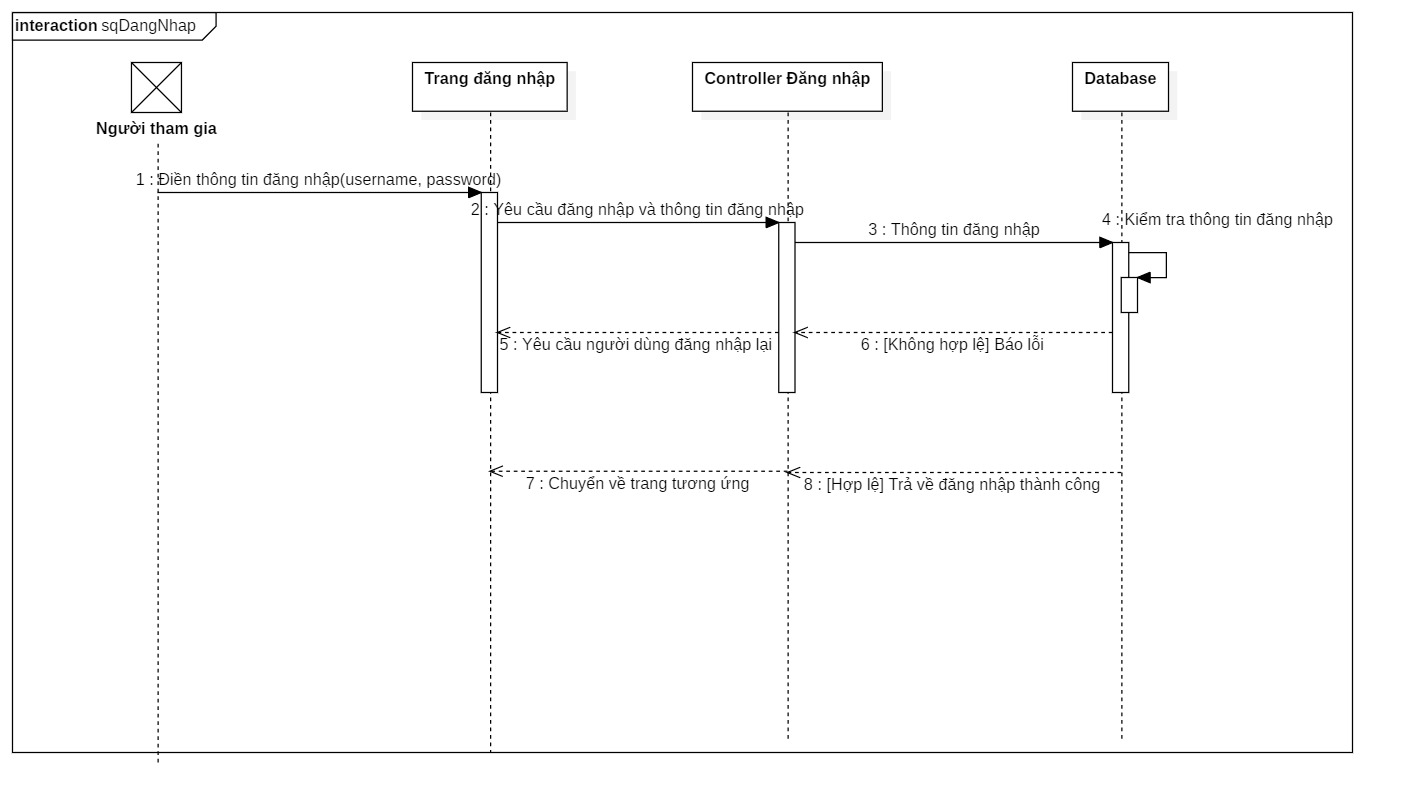 interaction sqDangNhap
Người tham gia
Trang đăng nhập
Controller Đăng nhập
Database
1 : Điền thông tin đăng nhập(username, password)
2 : Yêu cầu đăng nhập và thông tin đăng nhập
3 : Thông tin đăng nhập
4 : Kiểm tra thông tin đăng nhập
5 : Yêu cầu người dùng đăng nhập lại
6 : [Không hợp lệ] Báo lỗi
7 : Chuyển về trang tương ứng
8 : [Hợp lệ] Trả về đăng nhập thành công